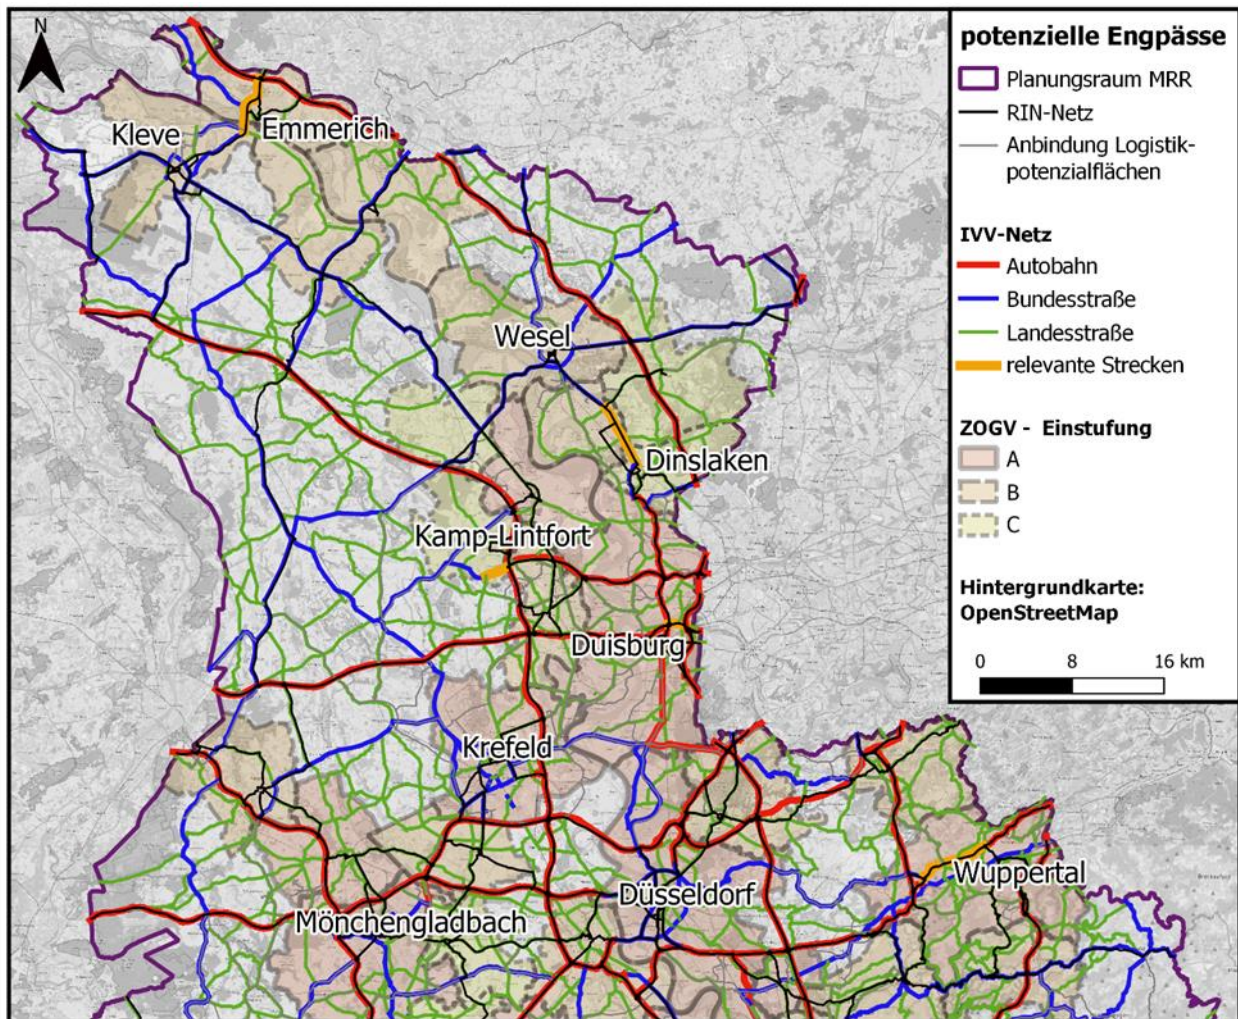 N
Kleve
Emmerich
Wesel
Dinslaken
Kamp-Lintfort
Duisburg
Krefeld
Düsseldorf
Mönchengladbach
Wuppertal
potenzielle Engpässe
Planungsraum MRR
RIN-Netz
Anbindung Logistik-
potenzialflächen
IVV-Netz
Autobahn
Bundesstraße
Landesstraße
relevante Strecken
ZOGV - Einstufung
A
B
C
Hintergrundkarte:
OpenStreetMap
0 8 16 km